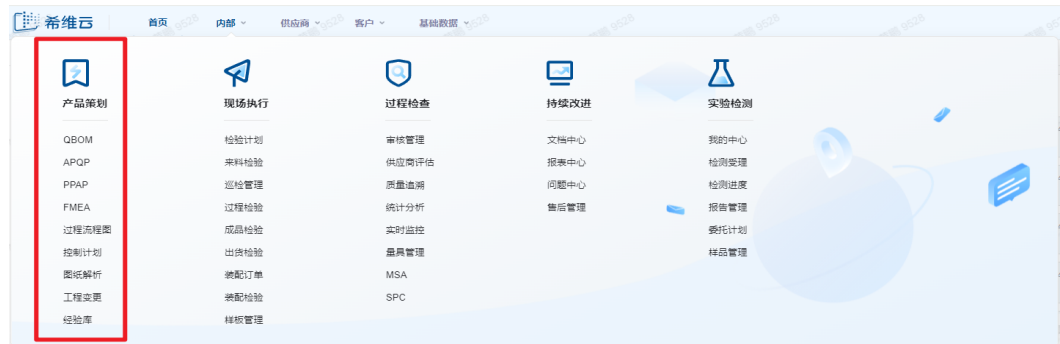 希维云 首页 内部 供应商 客户 基础数据
产品策划 现场执行 过程检查 持续改进 实验检测
QBOM 检验计划 审核管理 文档中心 我的中心
APQP 来料检验 供应商评估 报表中心 检测受理
PPAP 巡检管理 质量追溯 问题中心 检测进度
FMEA 过程检验 统计分析 售后管理 报告管理
过程流程图 成品检验 实时监控 委托计划
控制计划 出货检验 量具管理 样品管理
图纸解析 装配订单 MSA
工程变更 装配检验 SPC
经验库 样板管理